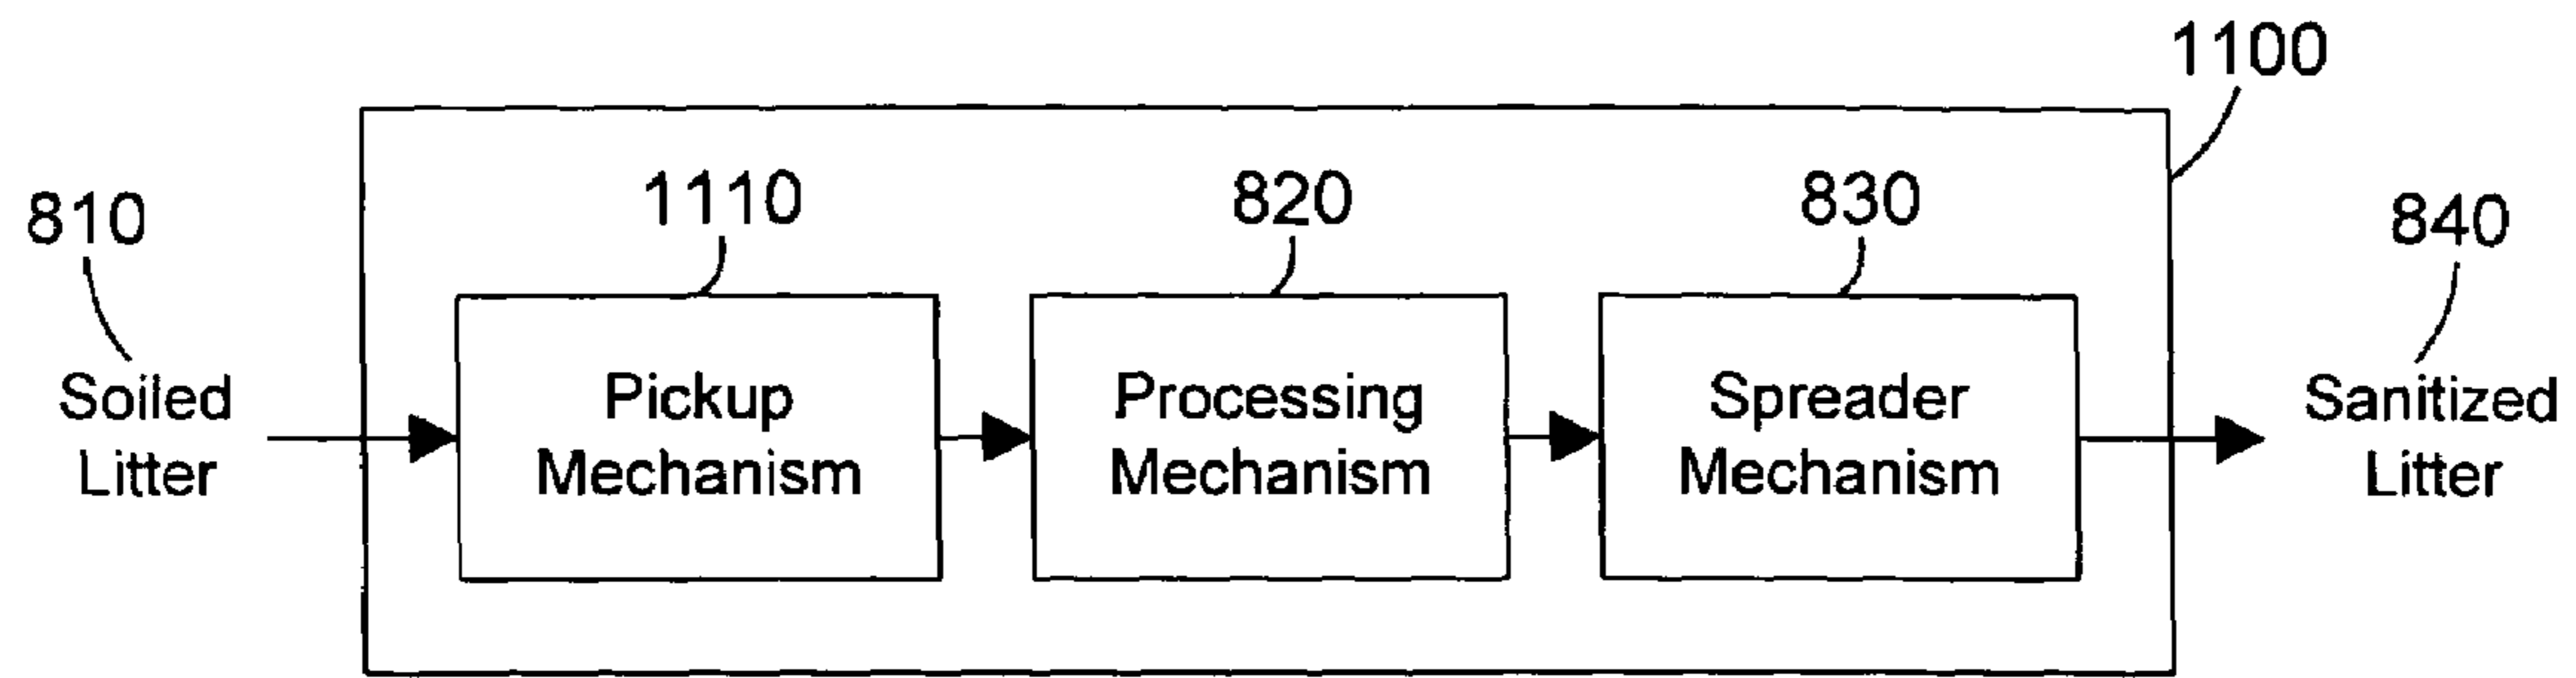 1100
810
1110
820
830
840
Soiled
Litter
Pickup
Mechanism
Processing
Mechanism
Spreader
Mechanism
Sanitized
Litter